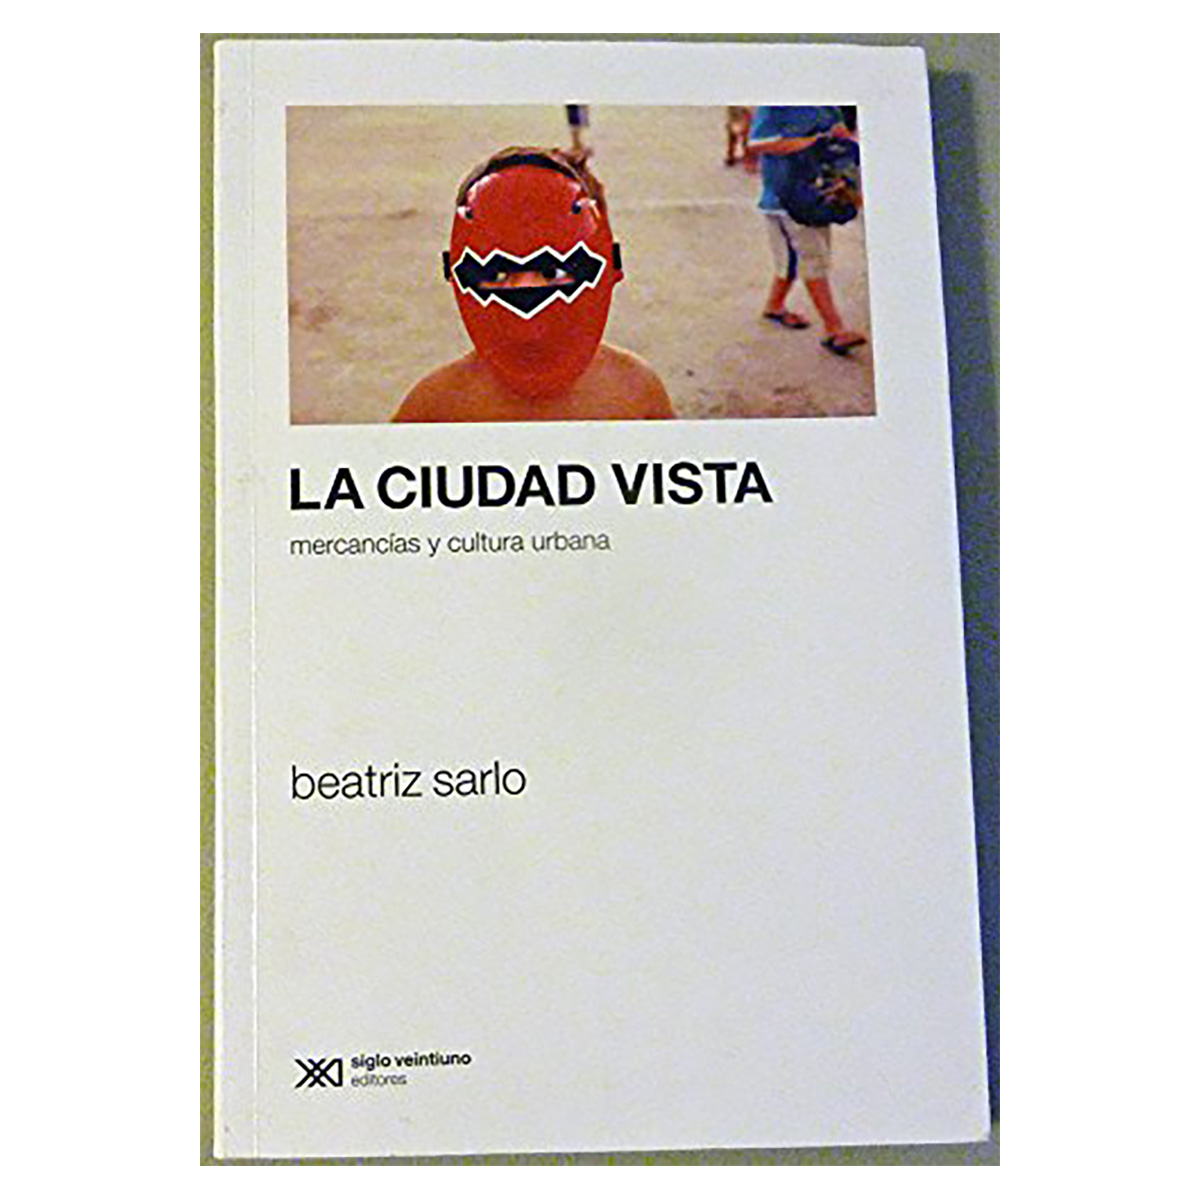 LA CIUDAD VISTA
mercancías y cultura urbana
beatriz sarlo
siglo veintiuno
editores